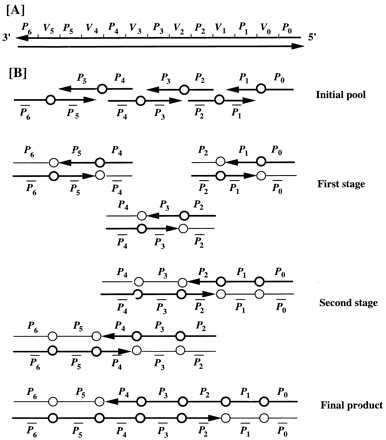 [A]
P₆ V₅ P₅ V₄ P₄ V₃ P₃ V₂ P₂ V₁ P₁ V₀ P₀
3' 5'
[B]
P₅ P₄ P₃ P₂ P₁ P₀
Initial pool
P̅₆ P̅₅ P̅₄ P̅₃ P̅₂ P̅₁
P₆ P₅ P₄ P₂ P₁ P₀
First stage
P̅₆ P̅₅ P̅₄ P̅₂ P̅₁ P̅₀
P₄ P₃ P₂
P̅₄ P̅₃ P̅₂
P₄ P₃ P₂ P₁ P₀
Second stage
P̅₄ P̅₃ P̅₂ P̅₁ P̅₀
P₆ P₅ P₄ P₃ P₂
P̅₆ P̅₅ P̅₄ P̅₃ P̅₂
P₆ P₅ P₄ P₃ P₂ P₁ P₀
Final product
P̅₆ P̅₅ P̅₄ P̅₃ P̅₂ P̅₁ P̅₀